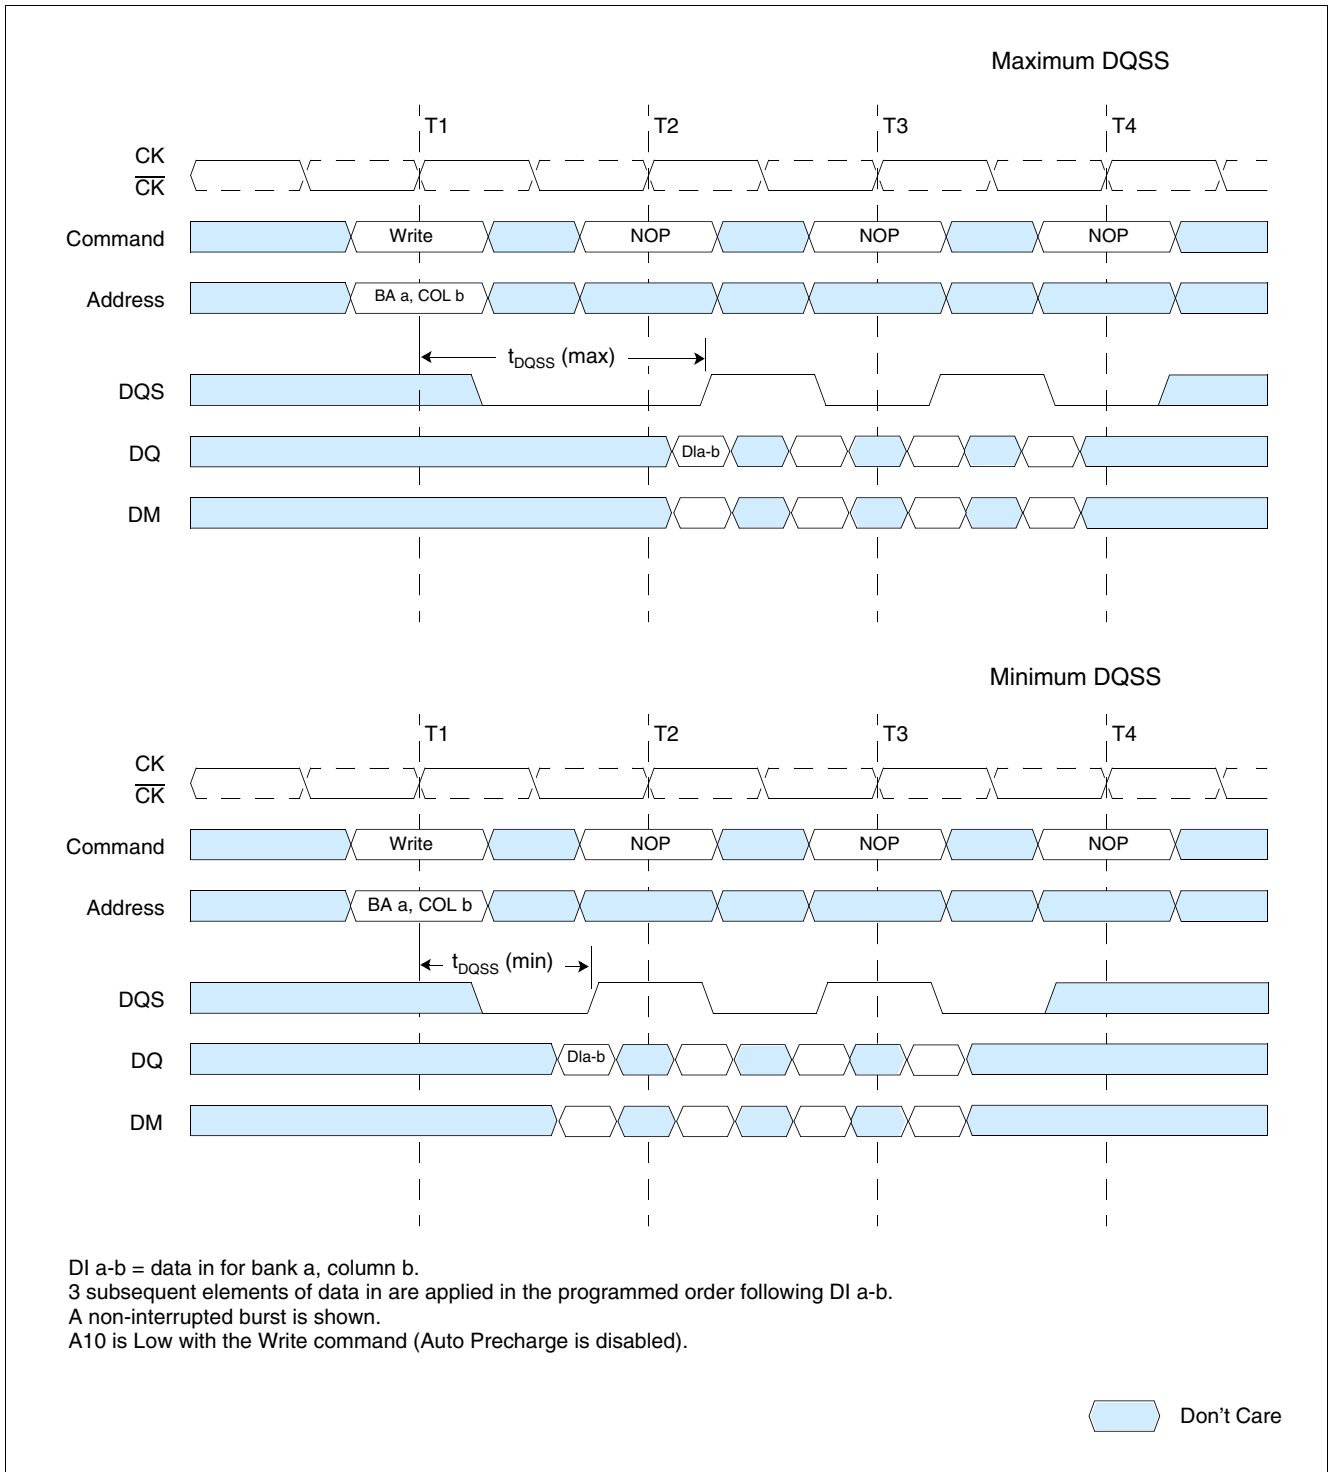 Maximum DQSS
T1 T2 T3 T4
CK
CK
Command Write NOP NOP NOP
Address BA a, COL b
tDQSS (max)
DQS
DQ DIa-b
DM
Minimum DQSS
T1 T2 T3 T4
CK
CK
Command Write NOP NOP NOP
Address BA a, COL b
tDQSS (min)
DQS
DQ DIa-b
DM
DI a-b = data in for bank a, column b.
3 subsequent elements of data in are applied in the programmed order following DI a-b.
A non-interrupted burst is shown.
A10 is Low with the Write command (Auto Precharge is disabled).
Don't Care